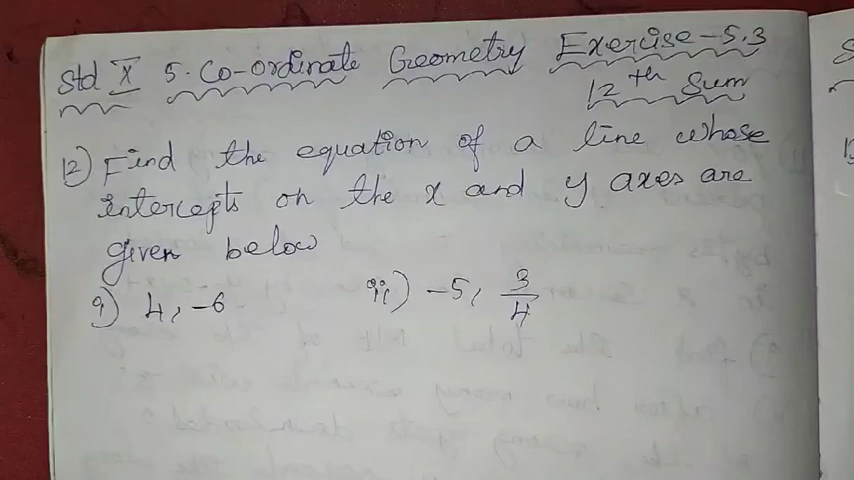 Std X 5. Co-ordinate Geometry Exercise-5.3
12th Sum
12) Find the equation of a line whose
intercepts on the x and y axes are
given below
i) 4, -6 ii) -5, 3/4